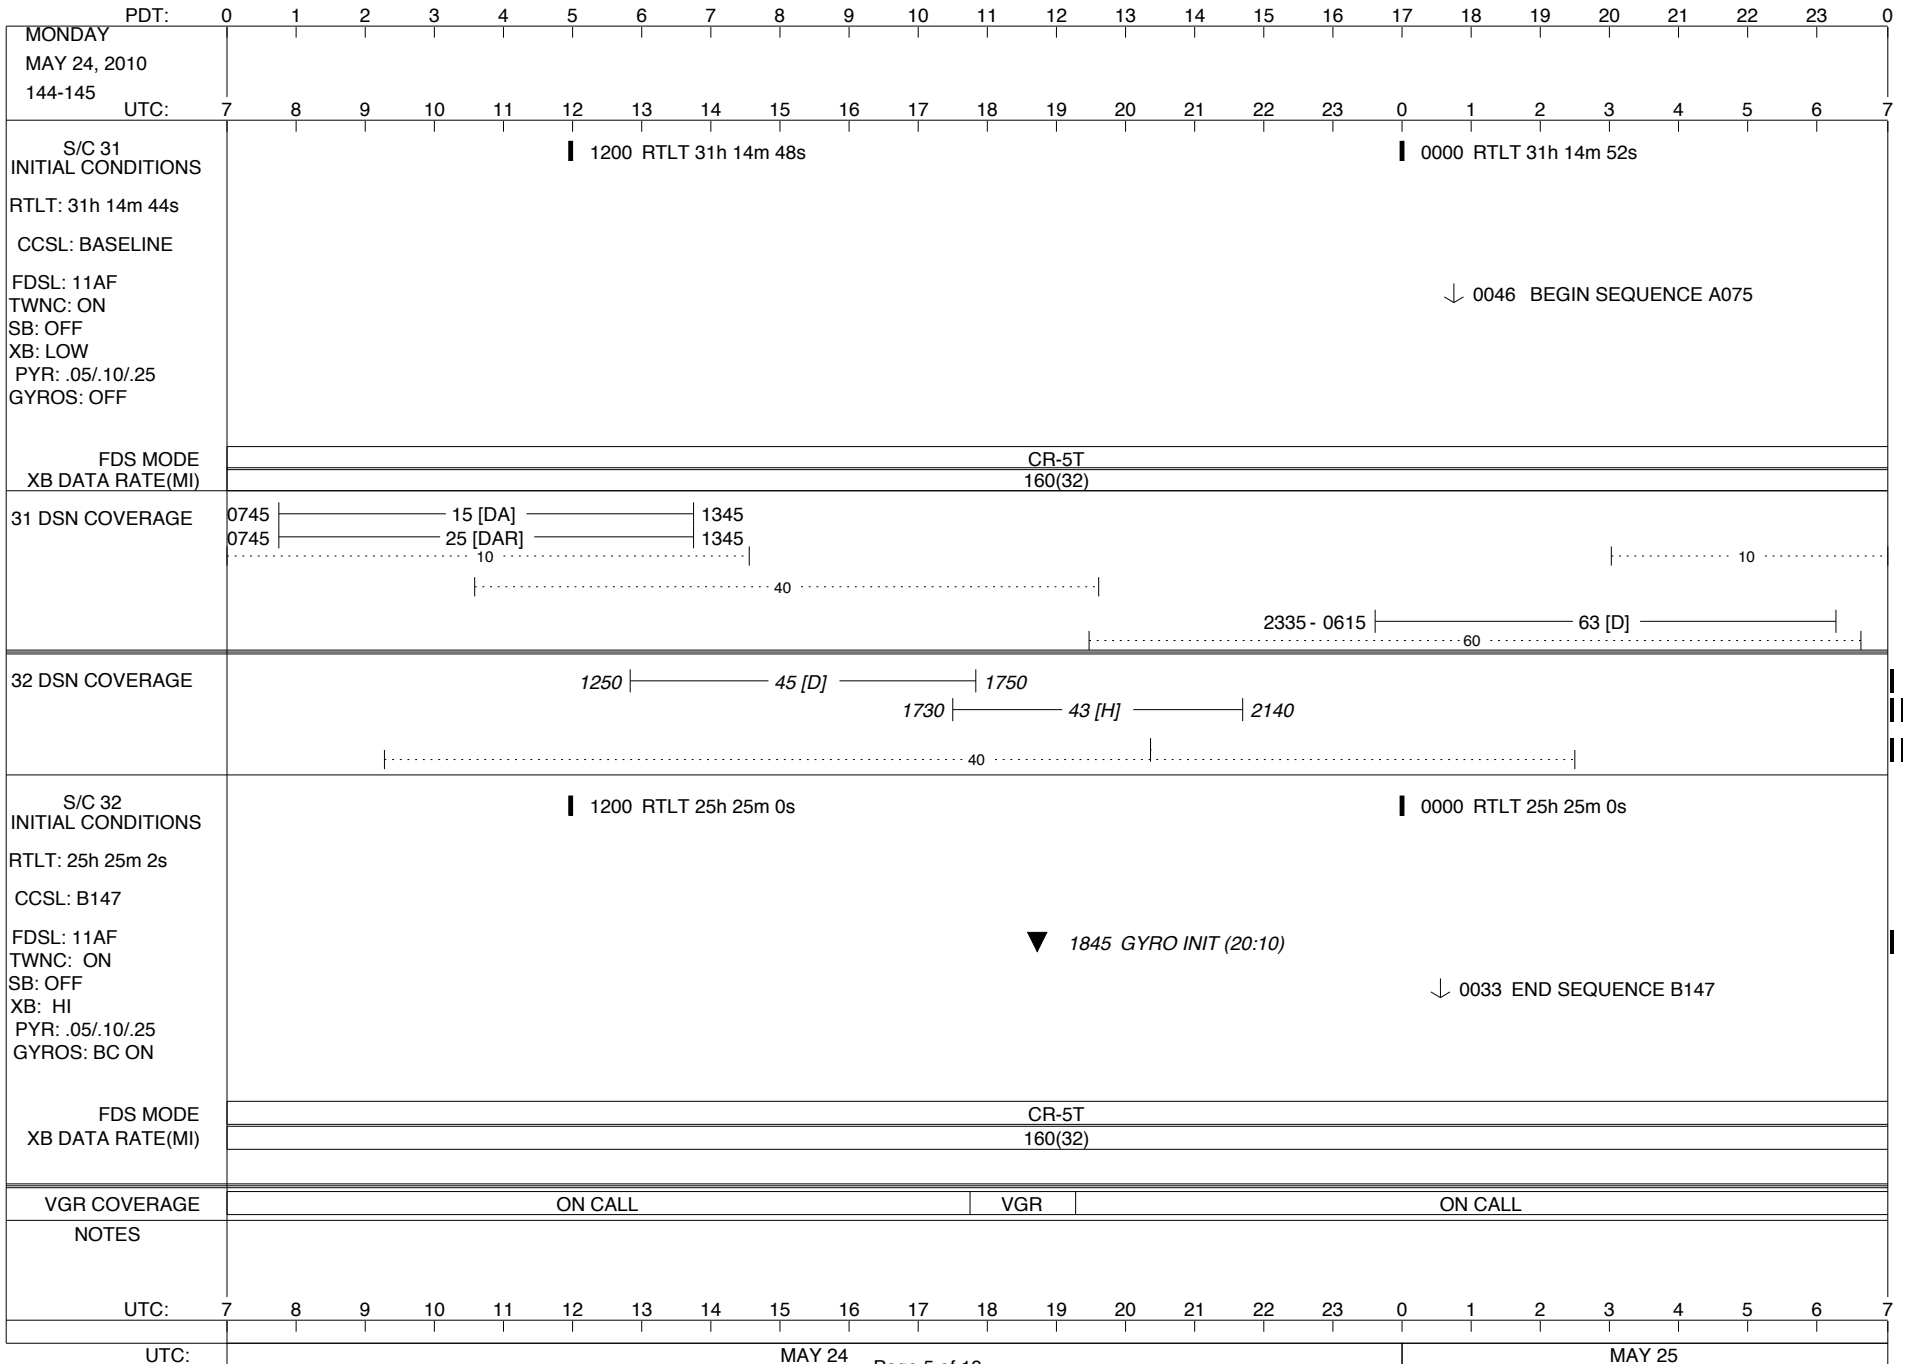 PDT: 0 1 2 3 4 5 6 7 8 9 10 11 12 13 14 15 16 17 18 19 20 21 22 23 0
MONDAY
MAY 24, 2010
144-145
UTC: 7 8 9 10 11 12 13 14 15 16 17 18 19 20 21 22 23 0 1 2 3 4 5 6 7
S/C 31
INITIAL CONDITIONS
1200 RTLT 31h 14m 48s
0000 RTLT 31h 14m 52s
RTLT: 31h 14m 44s
CCSL: BASELINE
FDSL: 11AF
0046 BEGIN SEQUENCE A075
TWNC: ON
SB: OFF
XB: LOW
PYR: .05/.10/.25
GYROS: OFF
FDS MODE CR-5T
XB DATA RATE(MI) 160(32)
31 DSN COVERAGE
0745 15 [DA] 1345
0745 25 [DAR] 1345
10 10
40
2335 - 0615 63 [D]
60
32 DSN COVERAGE
1250 45 [D] 1750
1730 43 [H] 2140
40
S/C 32
INITIAL CONDITIONS
1200 RTLT 25h 25m 0s
0000 RTLT 25h 25m 0s
RTLT: 25h 25m 2s
CCSL: B147
FDSL: 11AF
1845 GYRO INIT (20:10)
TWNC: ON
SB: OFF
0033 END SEQUENCE B147
XB: HI
PYR: .05/.10/.25
GYROS: BC ON
FDS MODE CR-5T
XB DATA RATE(MI) 160(32)
VGR COVERAGE ON CALL VGR ON CALL
NOTES
UTC: 7 8 9 10 11 12 13 14 15 16 17 18 19 20 21 22 23 0 1 2 3 4 5 6 7
UTC: MAY 24 MAY 25
Page 5 of 10